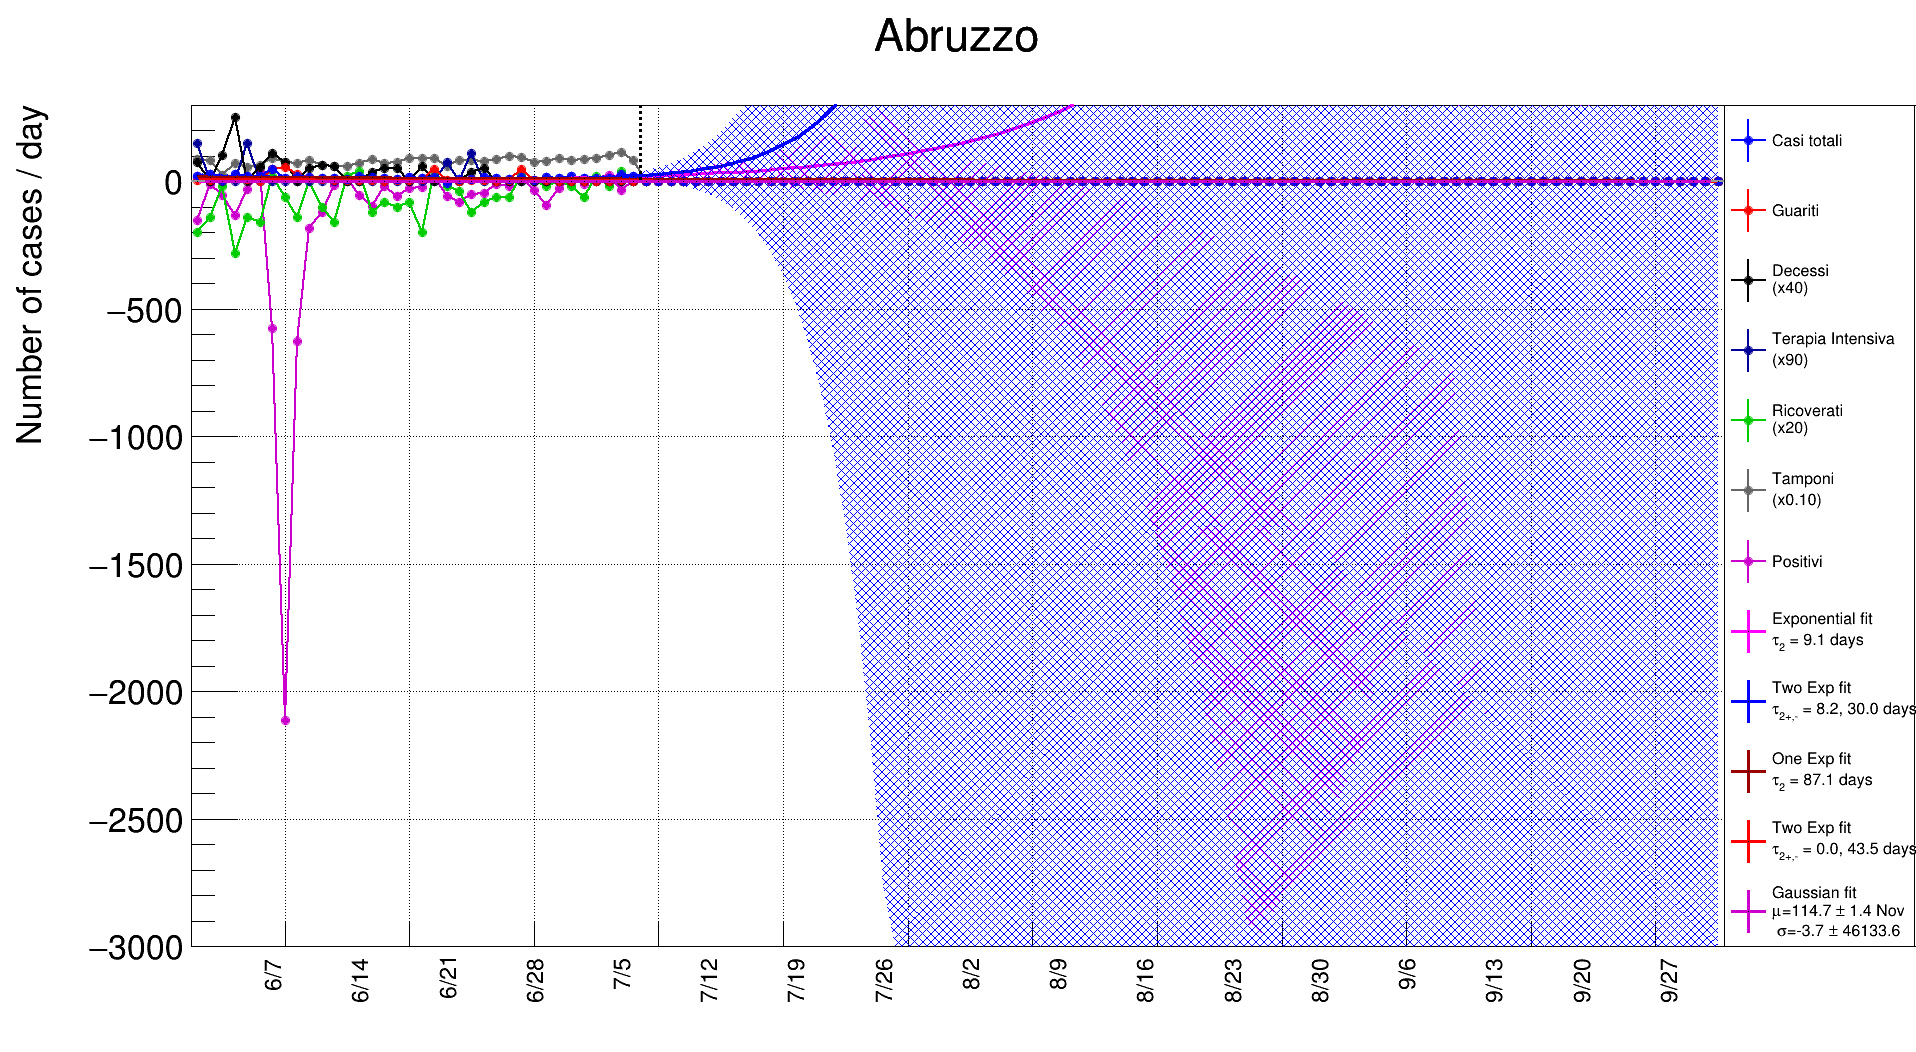 Abruzzo
Number of cases / day
0
−500
−1000
−1500
−2000
−2500
−3000
6/7
6/14
6/21
6/28
7/5
7/12
7/19
7/26
8/2
8/9
8/16
8/23
8/30
9/6
9/13
9/20
9/27
Casi totali
Guariti
Decessi
(x40)
Terapia Intensiva
(x90)
Ricoverati
(x20)
Tamponi
(x0.10)
Positivi
Exponential fit
τ2 = 9.1 days
Two Exp fit
τ2+,- = 8.2, 30.0 days
One Exp fit
τ2 = 87.1 days
Two Exp fit
τ2+,- = 0.0, 43.5 days
Gaussian fit
μ=114.7 ± 1.4 Nov
σ=-3.7 ± 46133.6